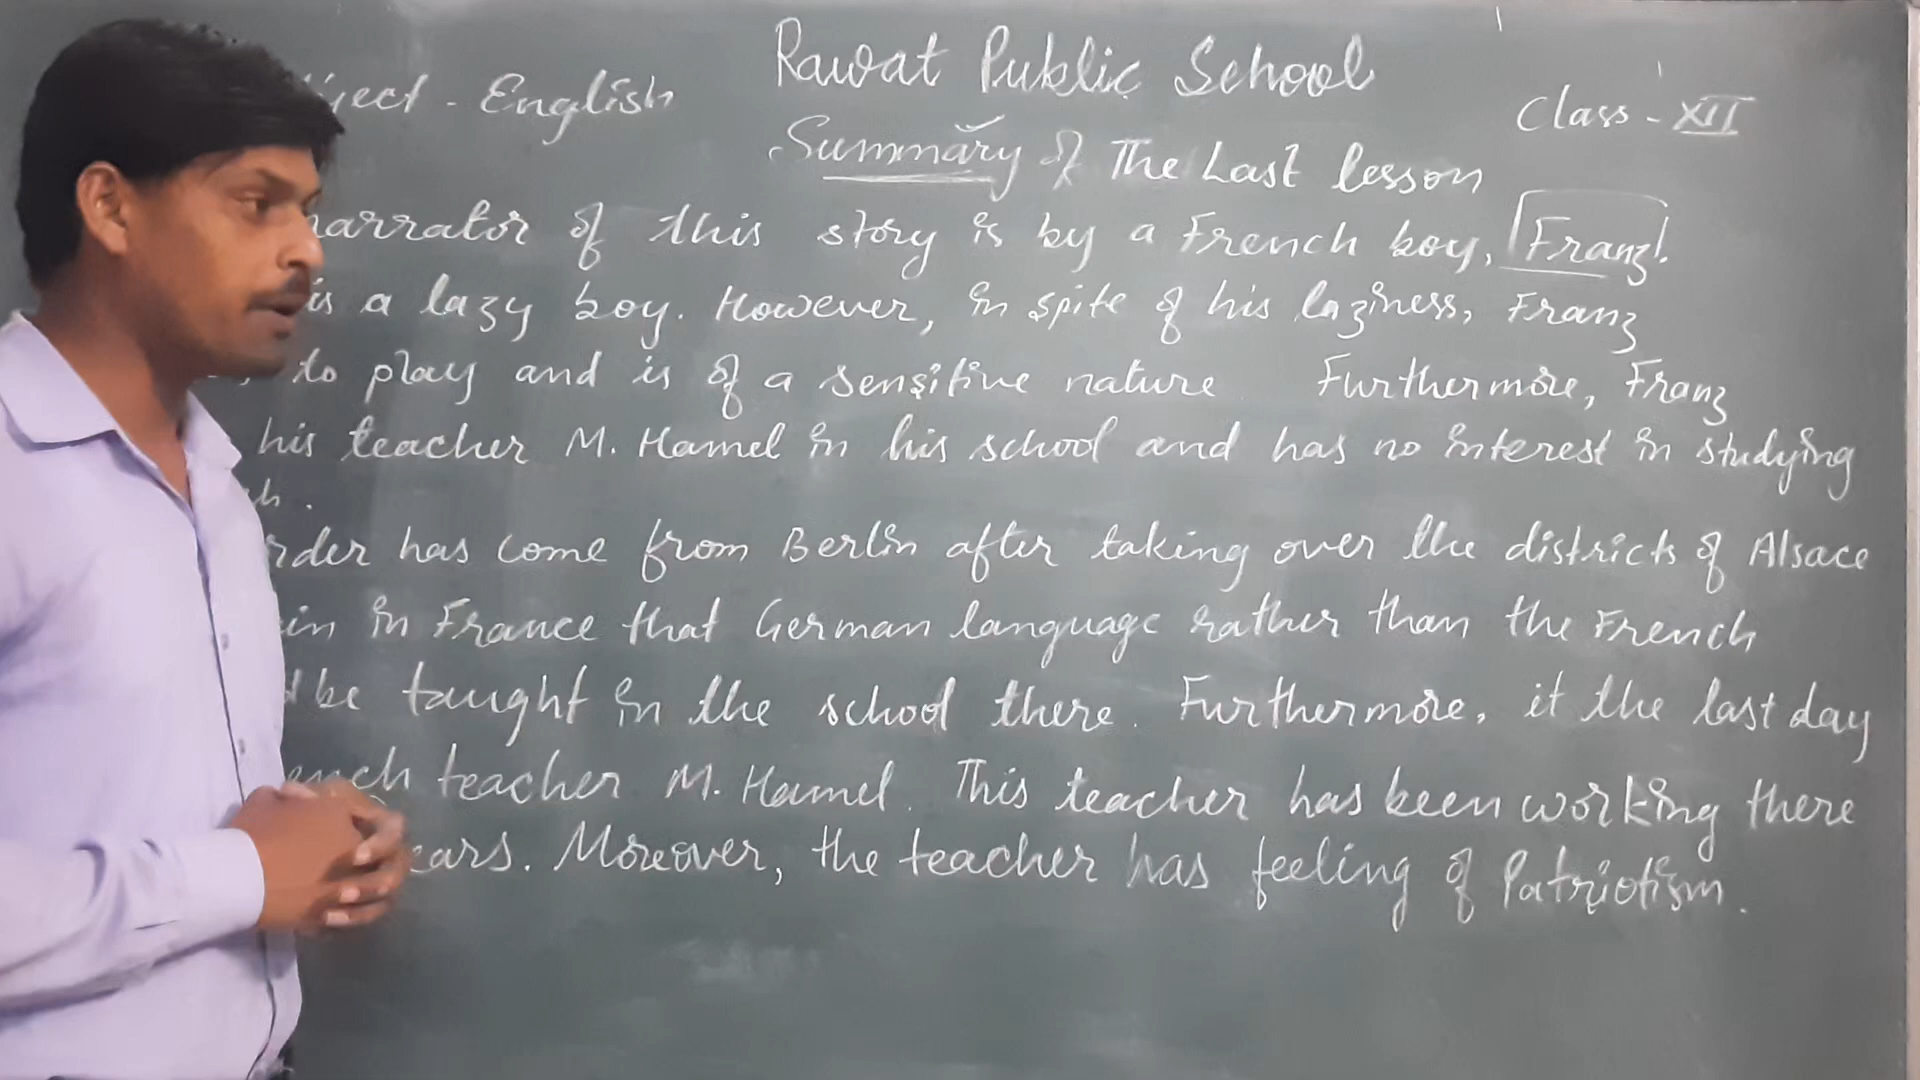 Rawat Public School
ject - English
Class - XII
Summary of The Last lesson
narrator of this story is by a French boy, Franz.
is a lazy boy. However, in spite of his laziness, Franz
to play and is of a sensitive nature Furthermore, Franz
his teacher M. Hamel in his school and has no interest in studying
h.
rder has come from Berlin after taking over the districts of Alsace
in in France that German language rather than the French
d be taught in the school there. Furthermore, it the last day
ench teacher M. Hamel. This teacher has been working there
ears. Moreover, the teacher has feeling of Patriotism.